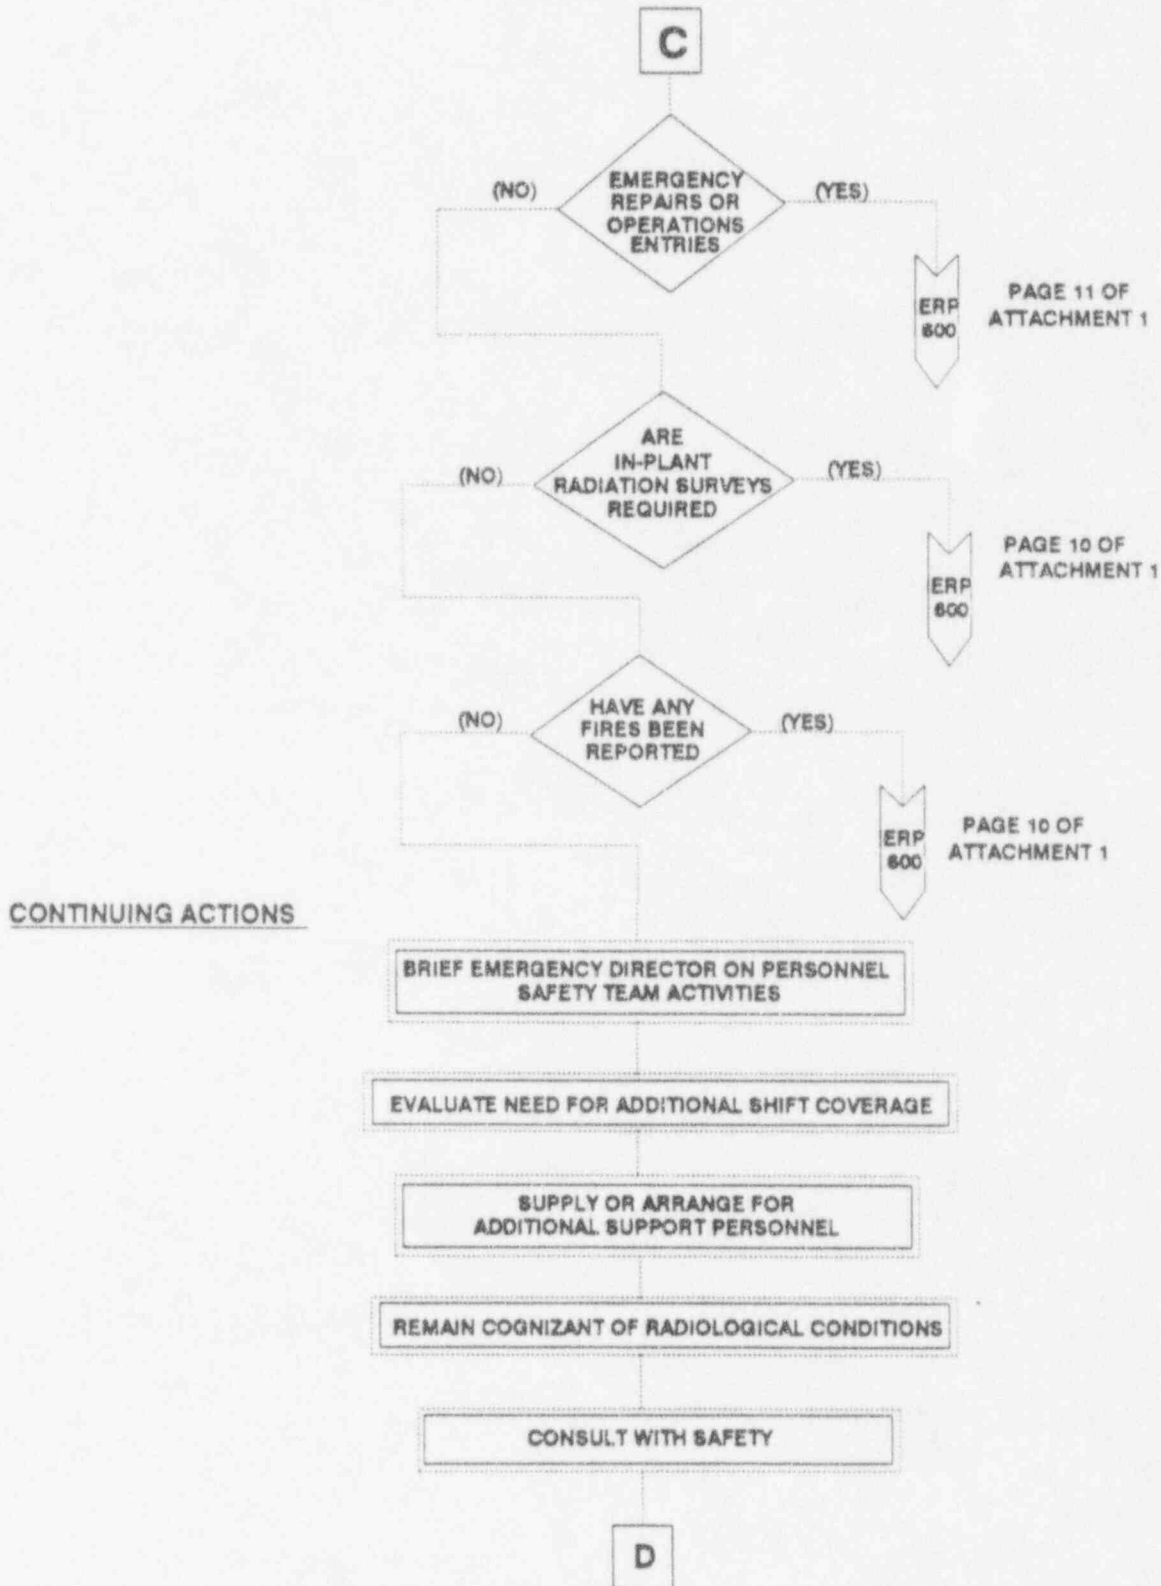 C
EMERGENCY
REPAIRS OR
OPERATIONS
ENTRIES
(NO)
(YES)
ERP
600
PAGE 11 OF
ATTACHMENT 1
ARE
IN-PLANT
RADIATION SURVEYS
REQUIRED
(NO)
(YES)
ERP
600
PAGE 10 OF
ATTACHMENT 1
HAVE ANY
FIRES BEEN
REPORTED
(NO)
(YES)
ERP
600
PAGE 10 OF
ATTACHMENT 1
CONTINUING ACTIONS
BRIEF EMERGENCY DIRECTOR ON PERSONNEL
SAFETY TEAM ACTIVITIES
EVALUATE NEED FOR ADDITIONAL SHIFT COVERAGE
SUPPLY OR ARRANGE FOR
ADDITIONAL SUPPORT PERSONNEL
REMAIN COGNIZANT OF RADIOLOGICAL CONDITIONS
CONSULT WITH SAFETY
D